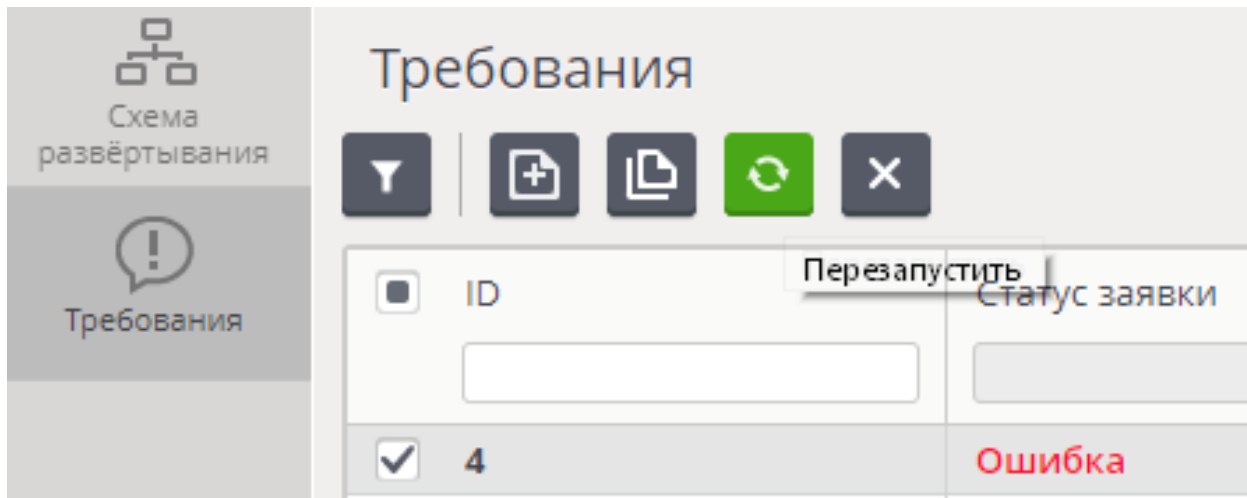 Схема
развёртывания
Требования
Требования
Перезапустить
ID
Статус заявки
4
Ошибка